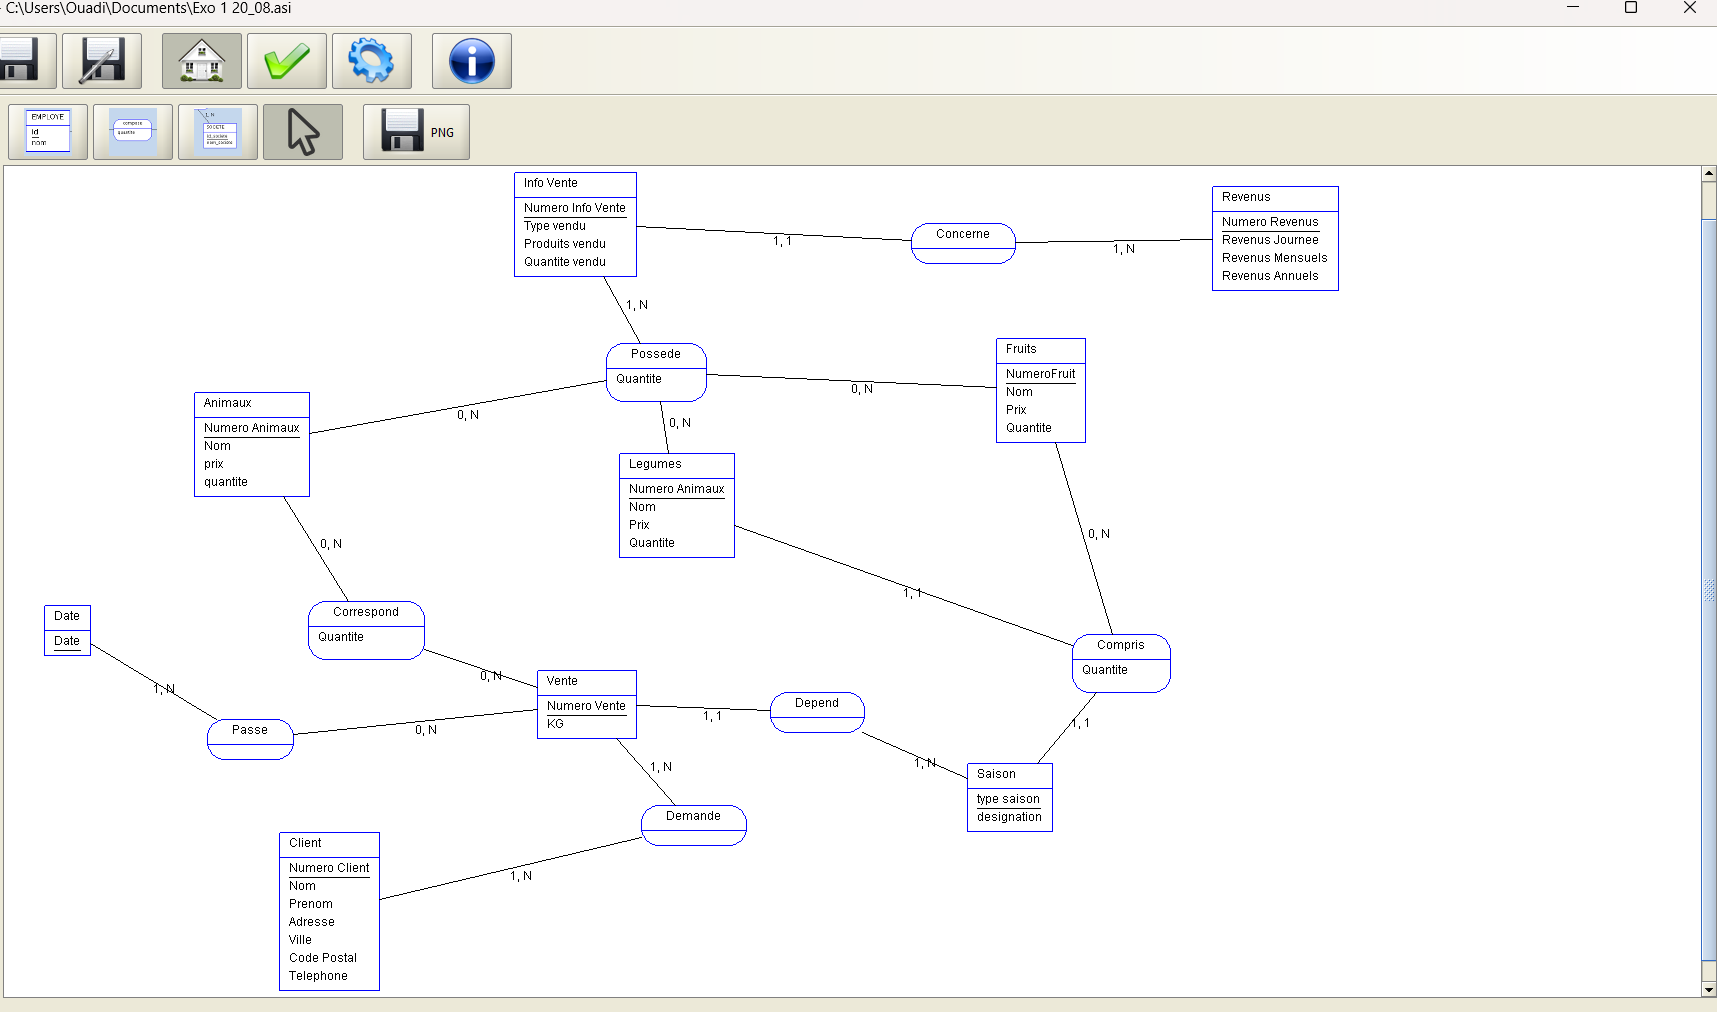 C:\Users\Ouadi\Documents\Exo 1 20_08.asi
EMPLOYE
id
nom
compose
quantite
1, N
SOCIETE
PNG
Info Vente
Numero Info Vente
Type vendu
Produits vendu
Quantite vendu
1, 1
Concerne
1, N
Revenus
Numero Revenus
Revenus Journee
Revenus Mensuels
Revenus Annuels
1, N
Possede
Quantite
0, N
0, N
0, N
Fruits
NumeroFruit
Nom
Prix
Quantite
Animaux
Numero Animaux
Nom
prix
quantite
Legumes
Numero Animaux
Nom
Prix
Quantite
0, N
0, N
1, 1
Correspond
Quantite
Date
Date
Compris
Quantite
1, N
0, N
Vente
Numero Vente
KG
Passe
0, N
1, 1
Depend
1, 1
1, N
1, N
Saison
type saison
designation
Demande
1, N
Client
Numero Client
Nom
Prenom
Adresse
Ville
Code Postal
Telephone